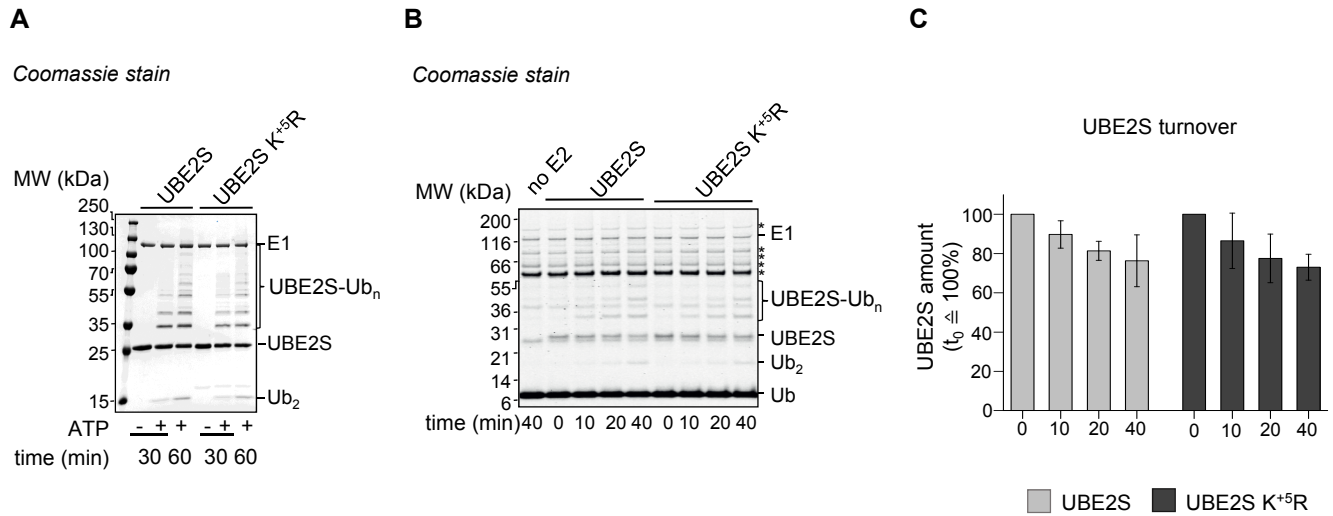 A
Coomassie stain
MW (kDa)
UBE2S
UBE2S K+5R
250
130
100
70
55
35
25
15
E1
UBE2S-Ubn
UBE2S
Ub2
ATP
- + + - + +
time (min)
30 60 30 60
B
Coomassie stain
MW (kDa)
no E2
UBE2S
UBE2S K+5R
200
116
66
55
36
31
21
14
6
*
E1
*
*
*
*
UBE2S-Ubn
UBE2S
Ub2
Ub
time (min)
40 0 10 20 40 0 10 20 40
C
UBE2S turnover
UBE2S amount
(t0 ≙ 100%)
100
80
60
40
20
0
0 10 20 40 0 10 20 40
UBE2S UBE2S K+5R